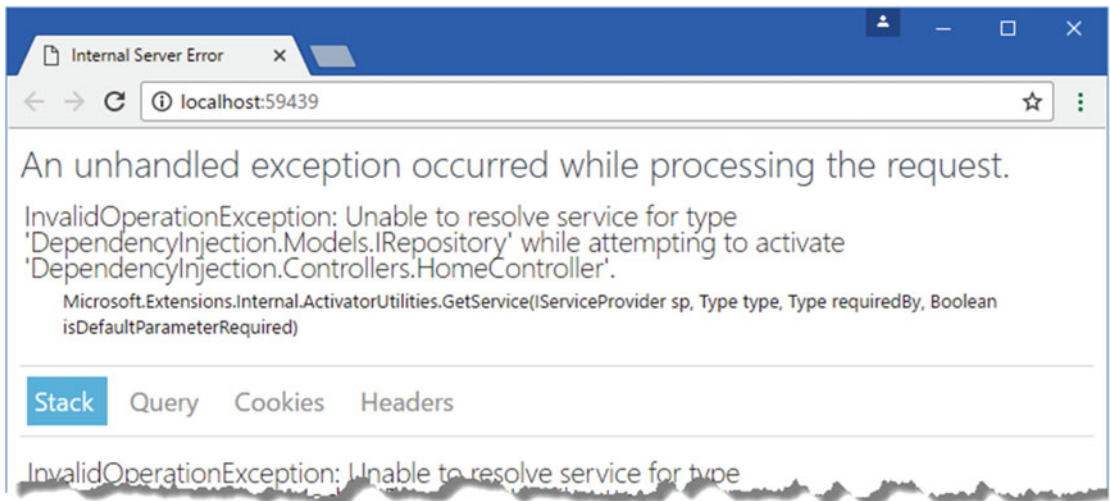 Internal Server Error
localhost:59439
An unhandled exception occurred while processing the request.
InvalidOperationException: Unable to resolve service for type
'DependencyInjection.Models.IRepository' while attempting to activate
'DependencyInjection.Controllers.HomeController'.
Microsoft.Extensions.Internal.ActivatorUtilities.GetService(IServiceProvider sp, Type type, Type requiredBy, Boolean
isDefaultParameterRequired)
Stack Query Cookies Headers
InvalidOperationException: Unable to resolve service for type